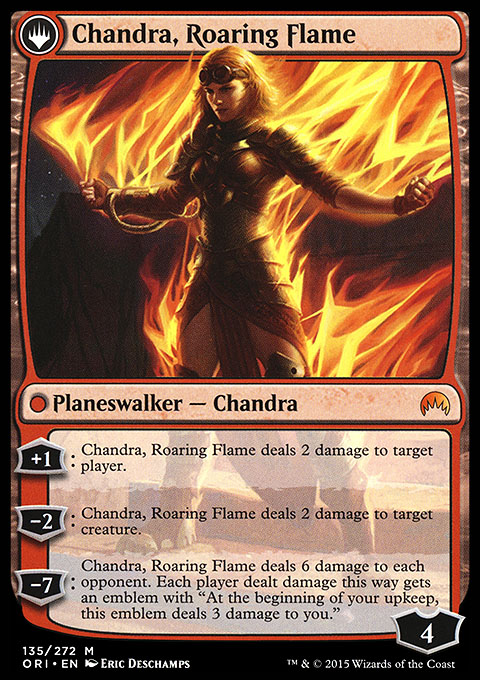 Chandra, Roaring Flame
Planeswalker — Chandra
+1: Chandra, Roaring Flame deals 2 damage to target
player.
-2: Chandra, Roaring Flame deals 2 damage to target
creature.
-7: Chandra, Roaring Flame deals 6 damage to each
opponent. Each player dealt damage this way gets
an emblem with “At the beginning of your upkeep,
this emblem deals 3 damage to you.”
4
135/272 M
ORI • EN Eric Deschamps
™ & © 2015 Wizards of the Coast